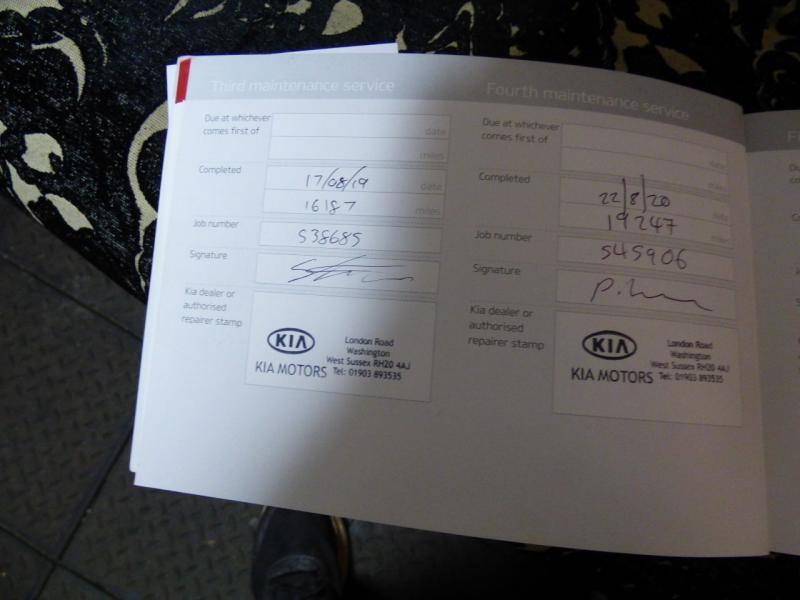 Third maintenance service
Due at whichever
comes first of
date
miles
Completed
17/08/19 date
16187 miles
Job number
538685
Signature
Kia dealer or
authorised
repairer stamp
KIA
KIA MOTORS
London Road
Washington
West Sussex RH20 4AJ
Tel: 01903 893535
Fourth maintenance service
Due at whichever
comes first of
date
miles
Completed
22/8/20 date
19247 miles
Job number
545906
Signature
Kia dealer or
authorised
repairer stamp
KIA
KIA MOTORS
London Road
Washington
West Sussex RH20 4AJ
Tel: 01903 893535